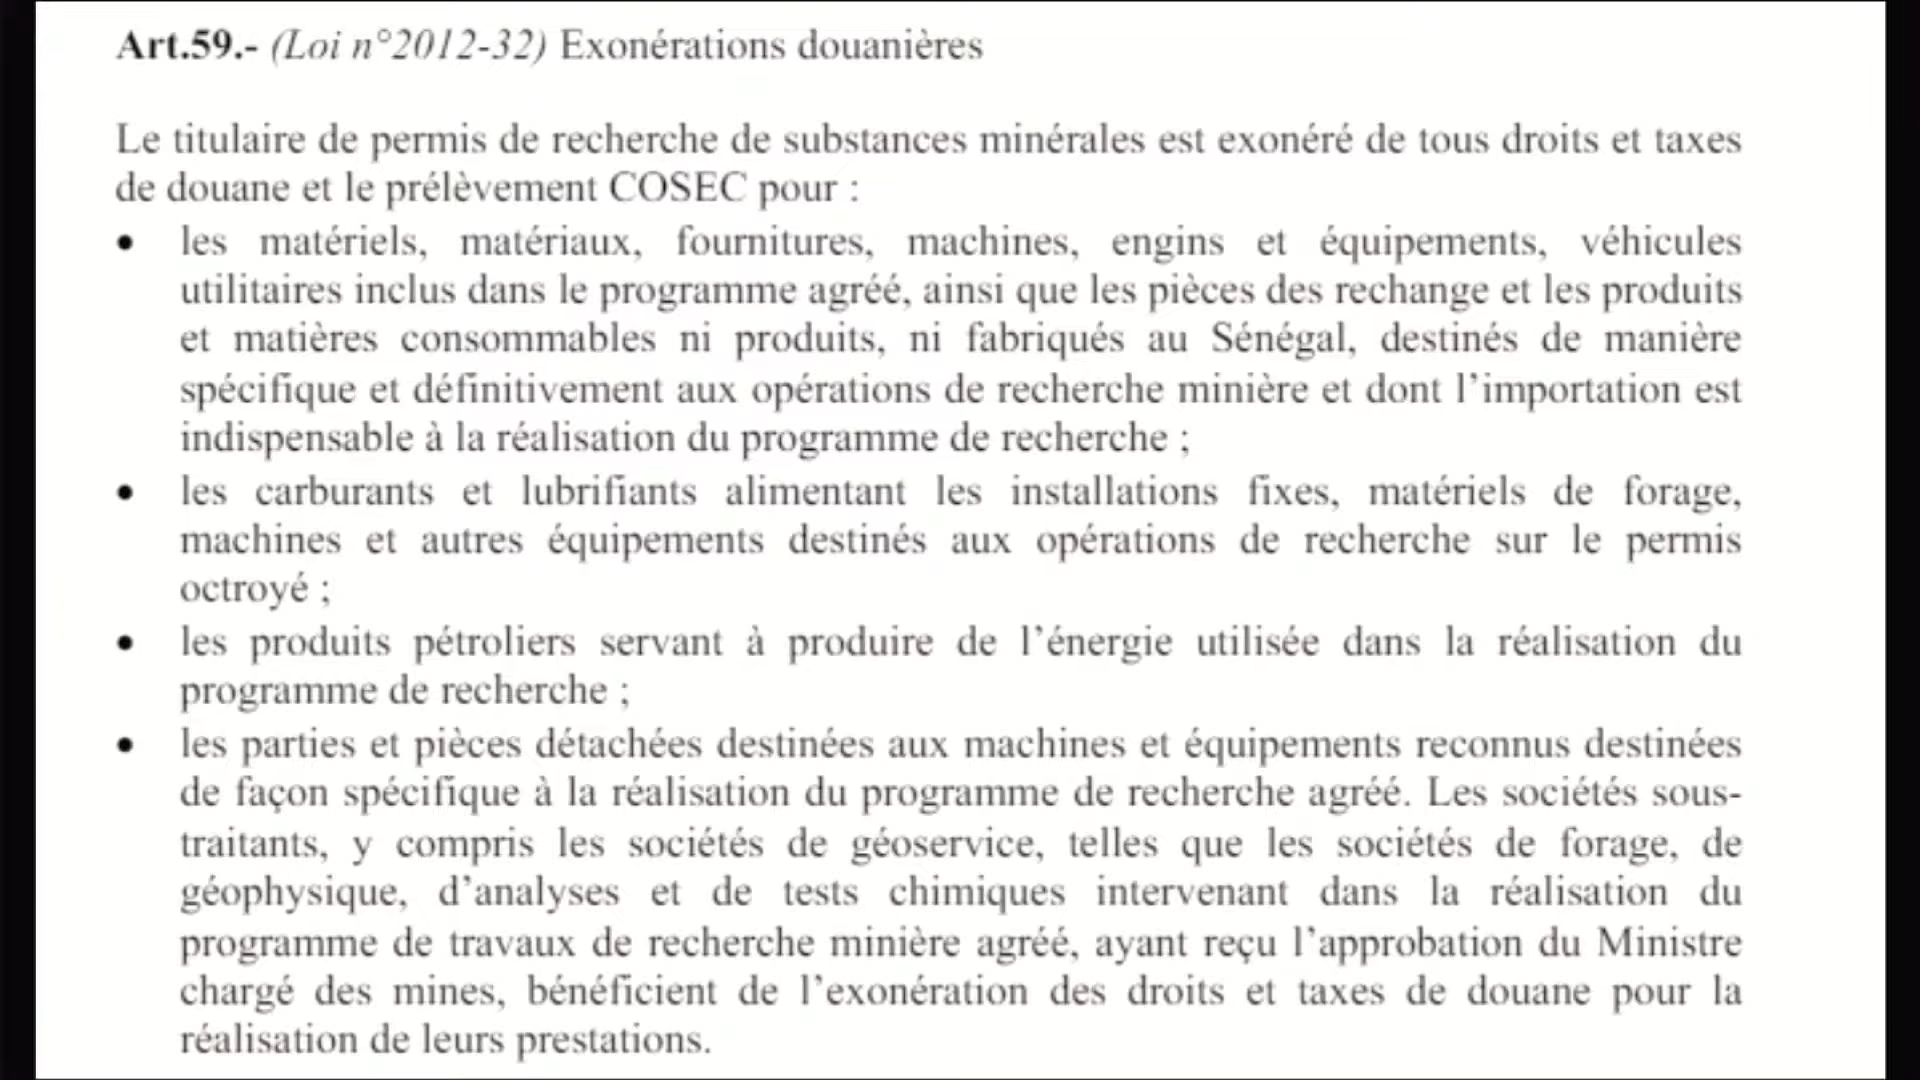 Art.59.- (Loi n°2012-32) Exonérations douanières
Le titulaire de permis de recherche de substances minérales est exonéré de tous droits et taxes
de douane et le prélèvement COSEC pour :
• les matériels, matériaux, fournitures, machines, engins et équipements, véhicules
utilitaires inclus dans le programme agréé, ainsi que les pièces des rechange et les produits
et matières consommables ni produits, ni fabriqués au Sénégal, destinés de manière
spécifique et définitivement aux opérations de recherche minière et dont l'importation est
indispensable à la réalisation du programme de recherche ;
• les carburants et lubrifiants alimentant les installations fixes, matériels de forage,
machines et autres équipements destinés aux opérations de recherche sur le permis
octroyé ;
• les produits pétroliers servant à produire de l'énergie utilisée dans la réalisation du
programme de recherche ;
• les parties et pièces détachées destinées aux machines et équipements reconnus destinées
de façon spécifique à la réalisation du programme de recherche agréé. Les sociétés sous-
traitants, y compris les sociétés de géoservice, telles que les sociétés de forage, de
géophysique, d'analyses et de tests chimiques intervenant dans la réalisation du
programme de travaux de recherche minière agréé, ayant reçu l'approbation du Ministre
chargé des mines, bénéficient de l'exonération des droits et taxes de douane pour la
réalisation de leurs prestations.